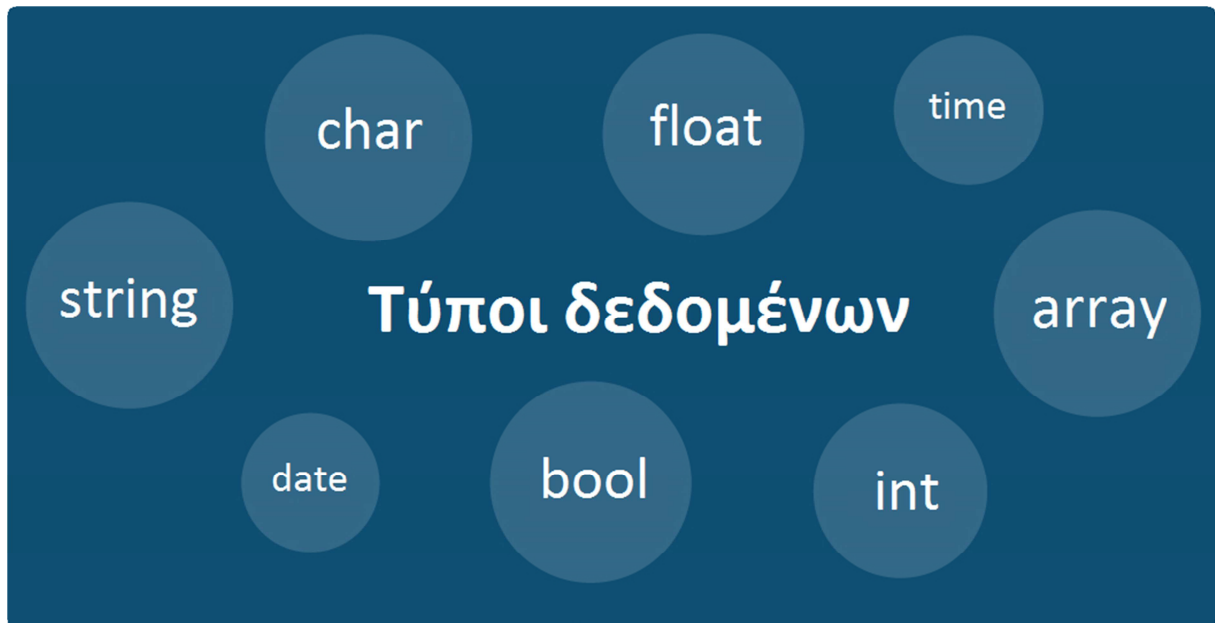 char
float
time
string
Τύποι δεδομένων
array
date
bool
int